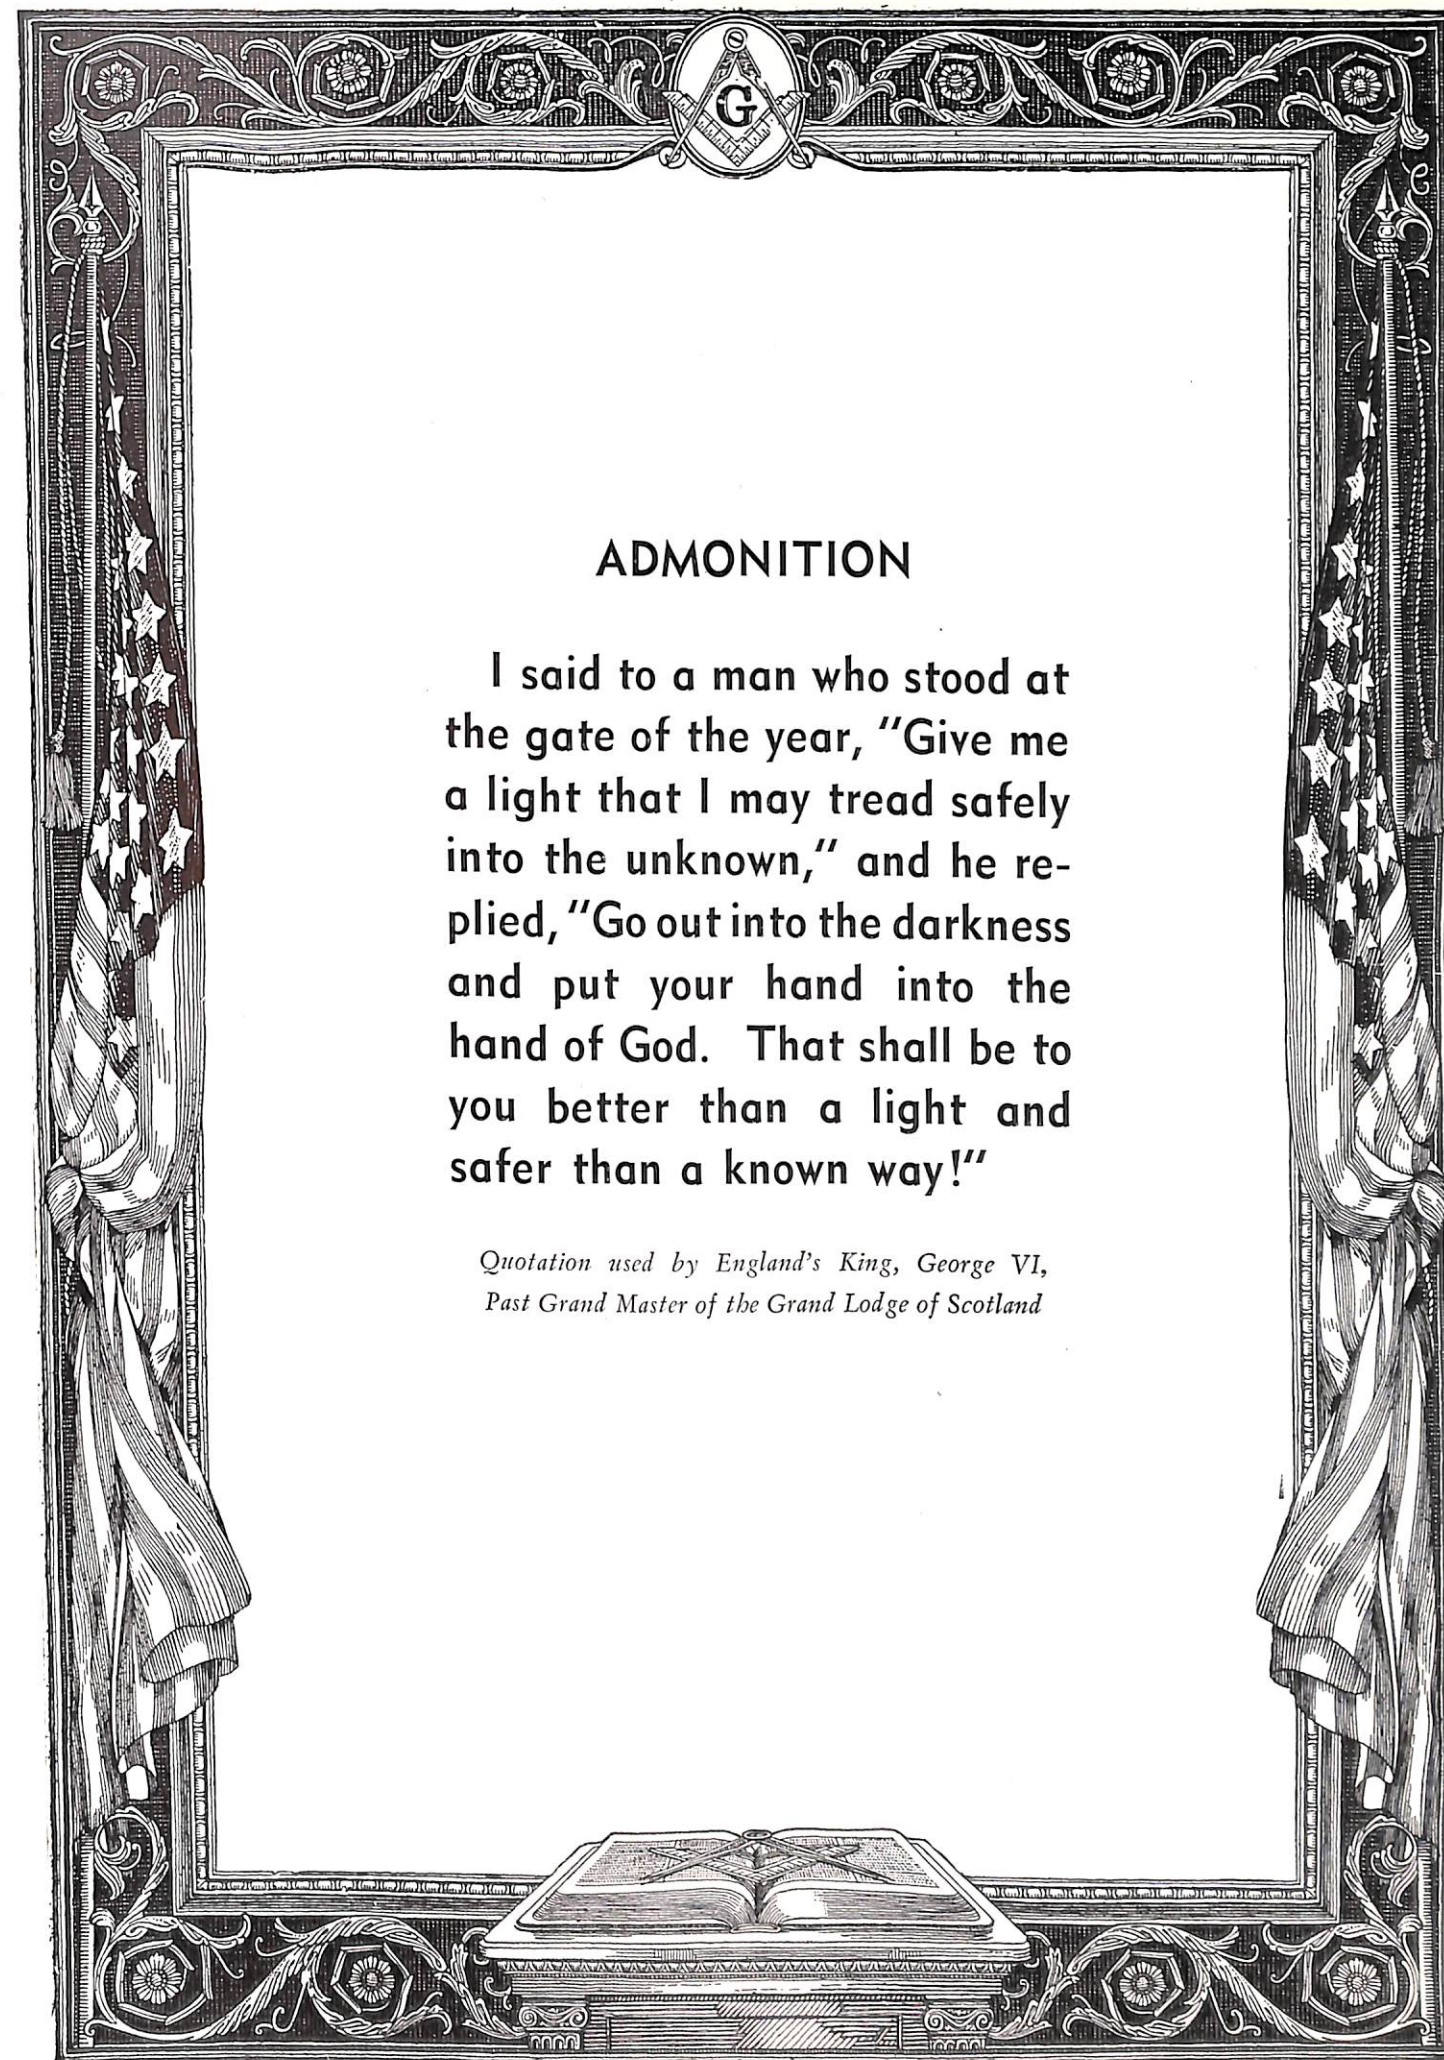 G
ADMONITION
I said to a man who stood at
the gate of the year, "Give me
a light that I may tread safely
into the unknown," and he re-
plied, "Go out into the darkness
and put your hand into the
hand of God. That shall be to
you better than a light and
safer than a known way!"
Quotation used by England's King, George VI,
Past Grand Master of the Grand Lodge of Scotland